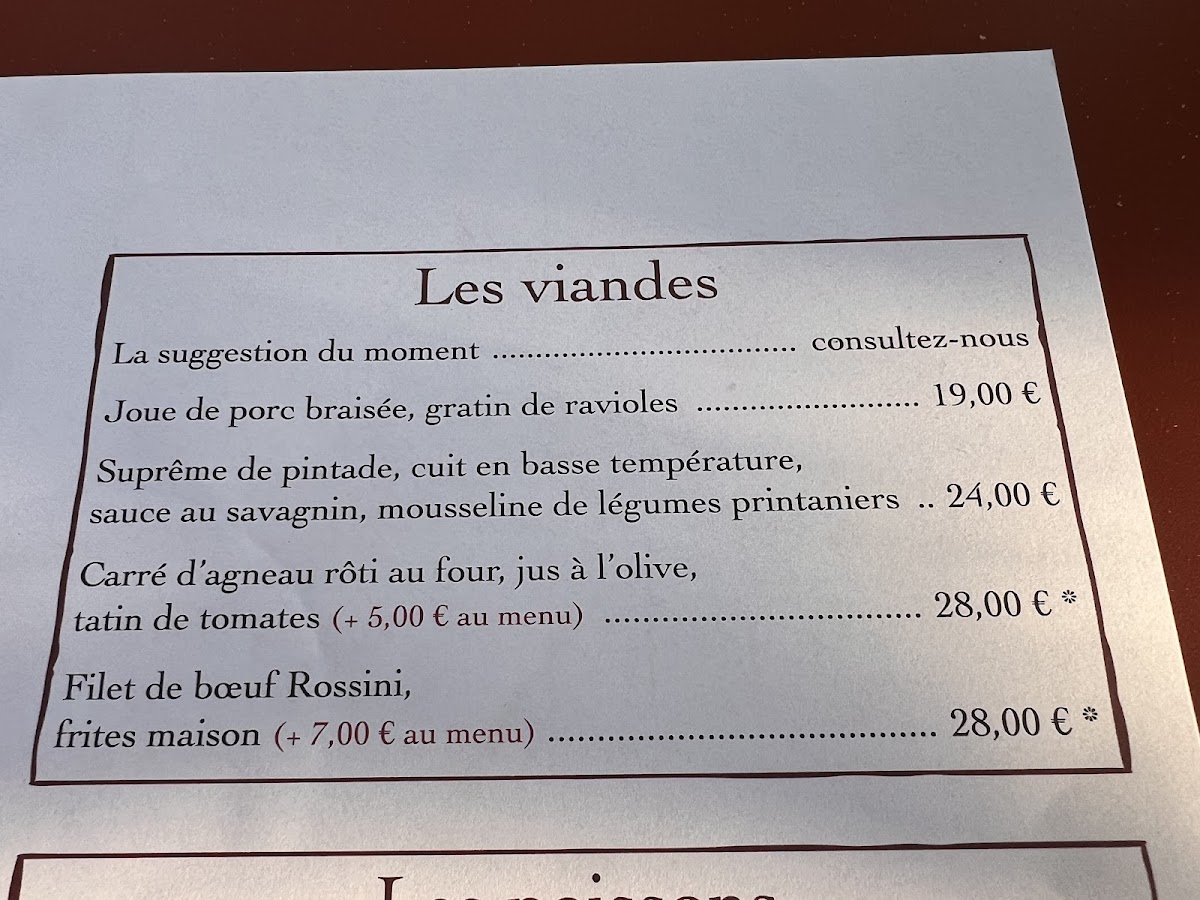 Les viandes
La suggestion du moment .................................. consultez-nous
Joue de porc braisée, gratin de ravioles ......................... 19,00 €
Suprême de pintade, cuit en basse température,
sauce au savagnin, mousseline de légumes printaniers .. 24,00 €
Carré d'agneau rôti au four, jus à l'olive,
tatin de tomates (+ 5,00 € au menu) ................................... 28,00 € *
Filet de bœuf Rossini,
frites maison (+ 7,00 € au menu) ........................................... 28,00 € *
Les poissons